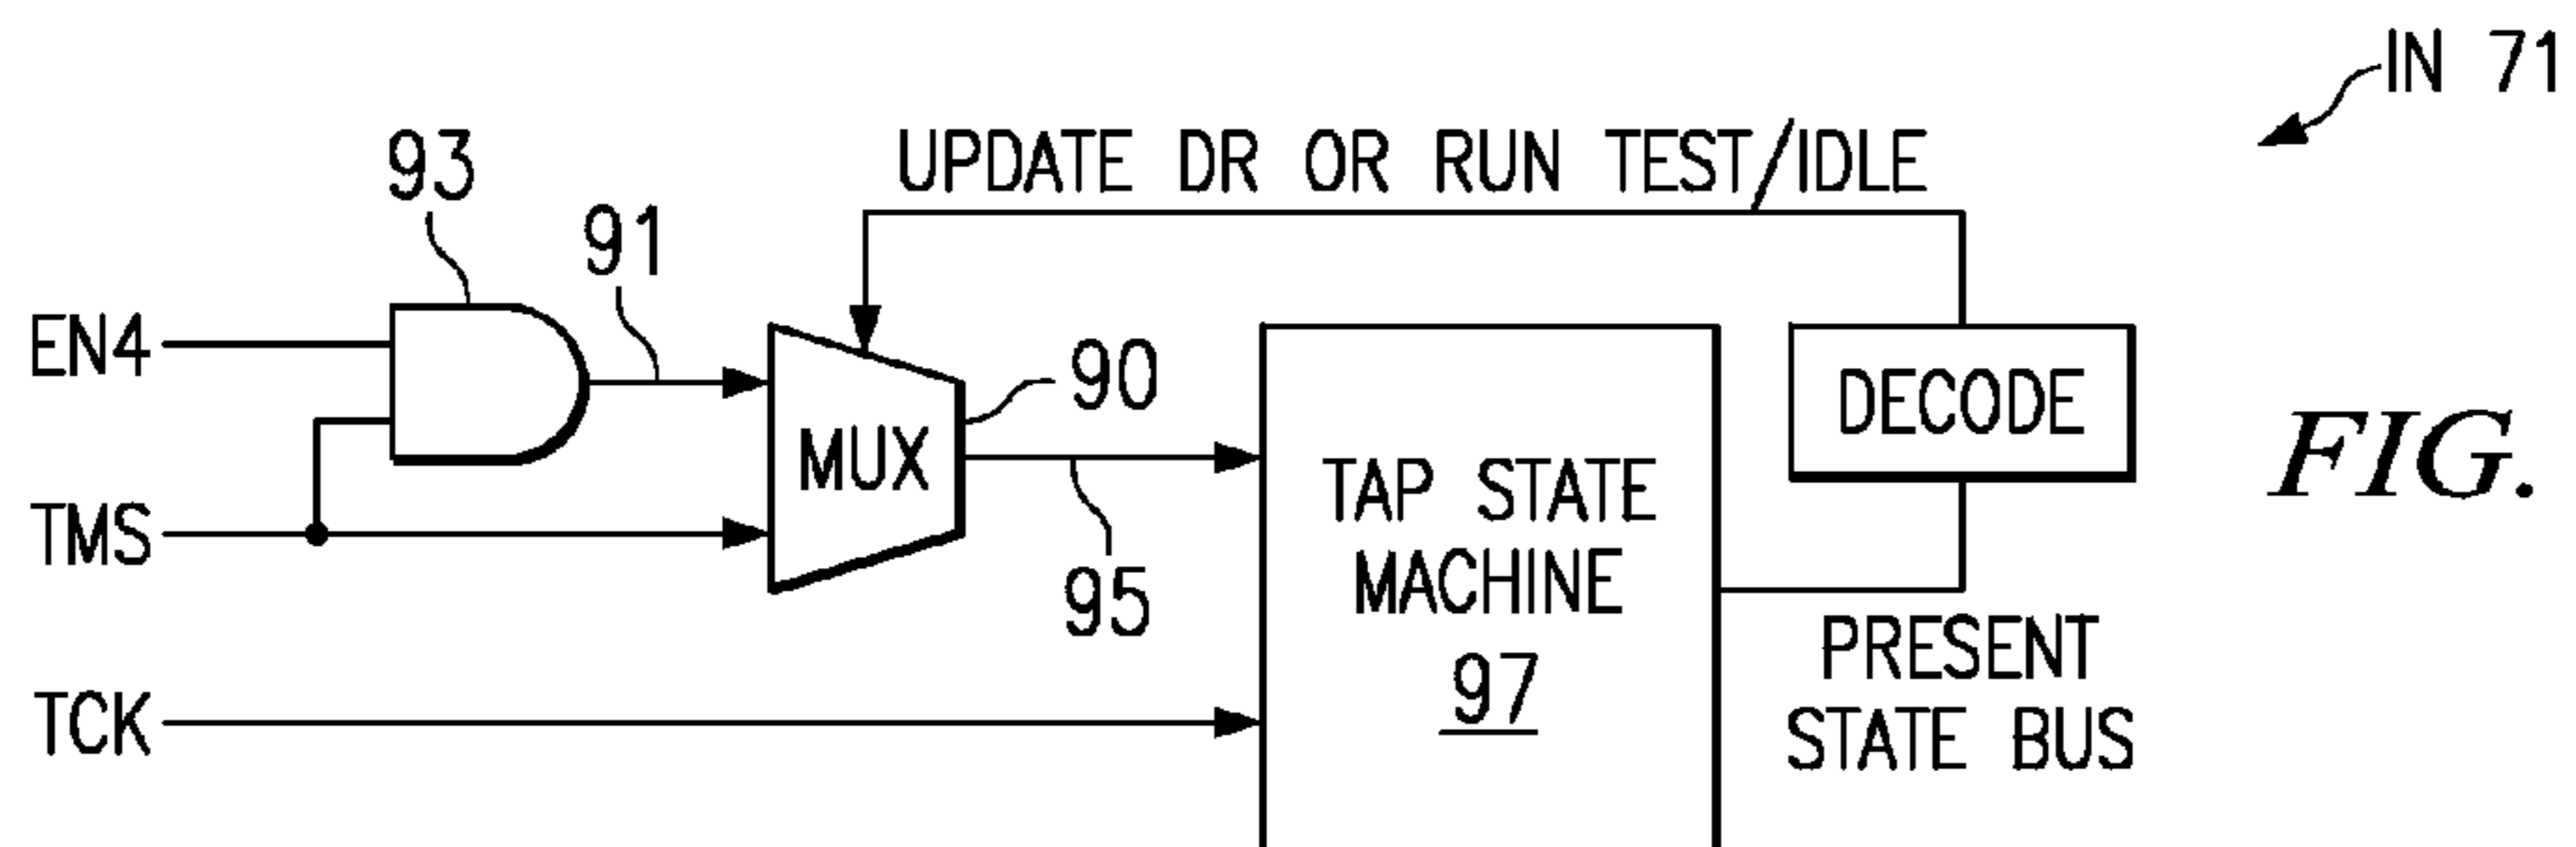 IN 71
UPDATE DR OR RUN TEST/IDLE
93
91
EN4
90
DECODE
MUX
FIG.
TAP STATE
MACHINE
97
TMS
95
PRESENT
STATE BUS
TCK